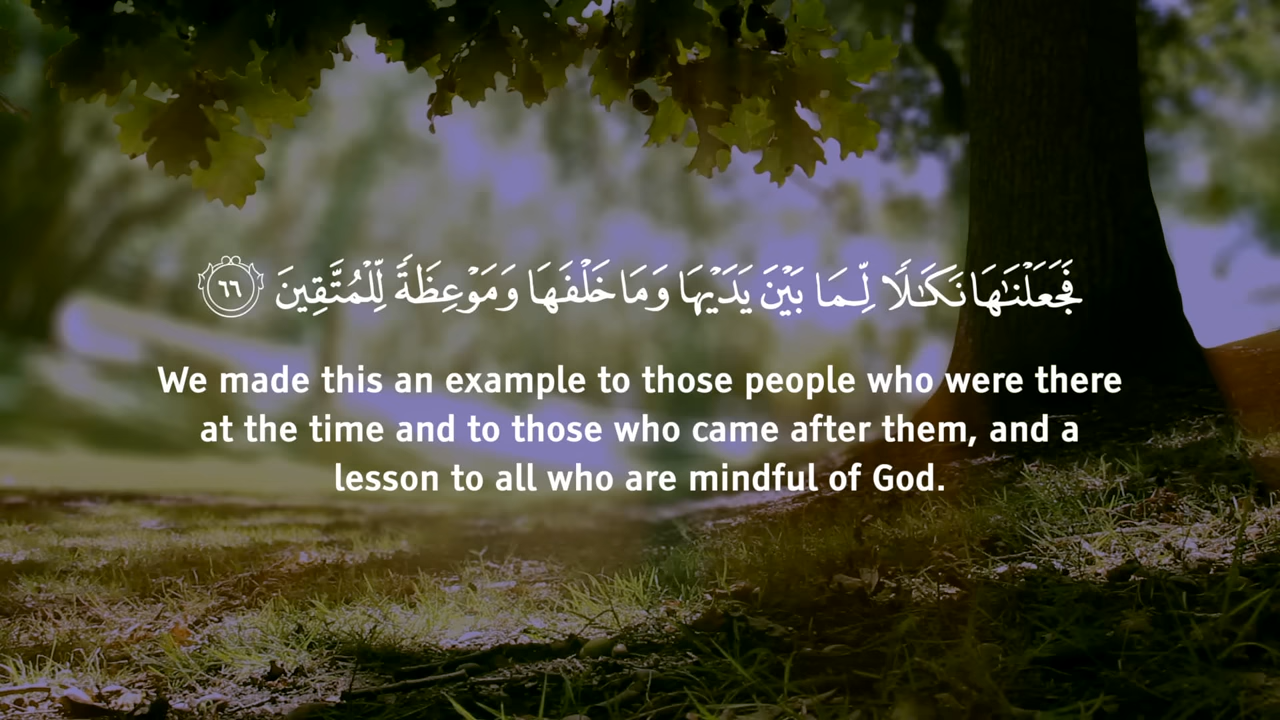 فَجَعَلْنَـٰهَا نَكَـٰلًا لِّمَا بَيْنَ يَدَيْهَا وَمَا خَلْفَهَا وَمَوْعِظَةً لِّلْمُتَّقِينَ ٦٦
We made this an example to those people who were there
at the time and to those who came after them, and a
lesson to all who are mindful of God.